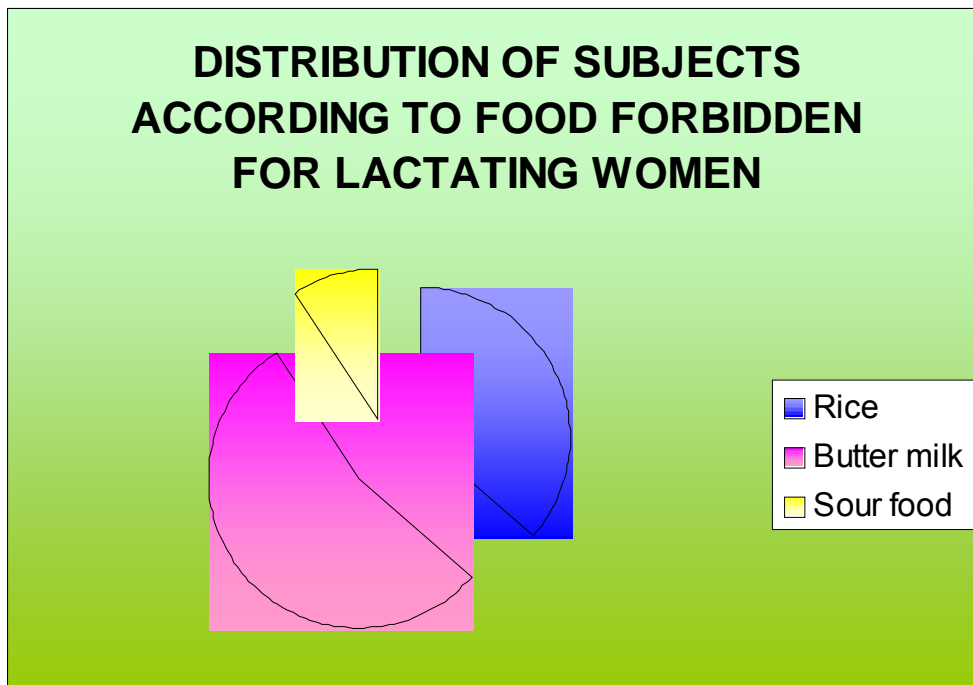 DISTRIBUTION OF SUBJECTS
ACCORDING TO FOOD FORBIDDEN
FOR LACTATING WOMEN
Rice
Butter milk
Sour food